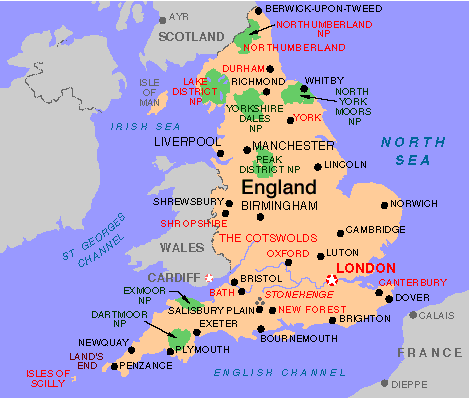 BERWICK-UPON-TWEED
AYR
NORTHUMBERLAND
NP
SCOTLAND
NORTHUMBERLAND
DURHAM
LAKE
DISTRICT
NP
RICHMOND
WHITBY
ISLE
OF
MAN
NORTH
YORK
MOORS
NP
YORKSHIRE
DALES
NP
YORK
IRISH SEA
LIVERPOOL
MANCHESTER
NORTH
SEA
PEAK
DISTRICT NP
LINCOLN
England
SHREWSBURY
BIRMINGHAM
NORWICH
SHROPSHIRE
ST GEORGES
CHANNEL
THE COTSWOLDS
CAMBRIDGE
WALES
OXFORD
LUTON
CARDIFF
LONDON
BRISTOL
CANTERBURY
BATH
STONEHENGE
EXMOOR
NP
DOVER
SALISBURY PLAIN
NEW FOREST
DARTMOOR
NP
CALAIS
EXETER
BRIGHTON
BOURNEMOUTH
NEWQUAY
PLYMOUTH
FRANCE
LAND'S
END
PENZANCE
ISLES OF
SCILLY
ENGLISH CHANNEL
DIEPPE